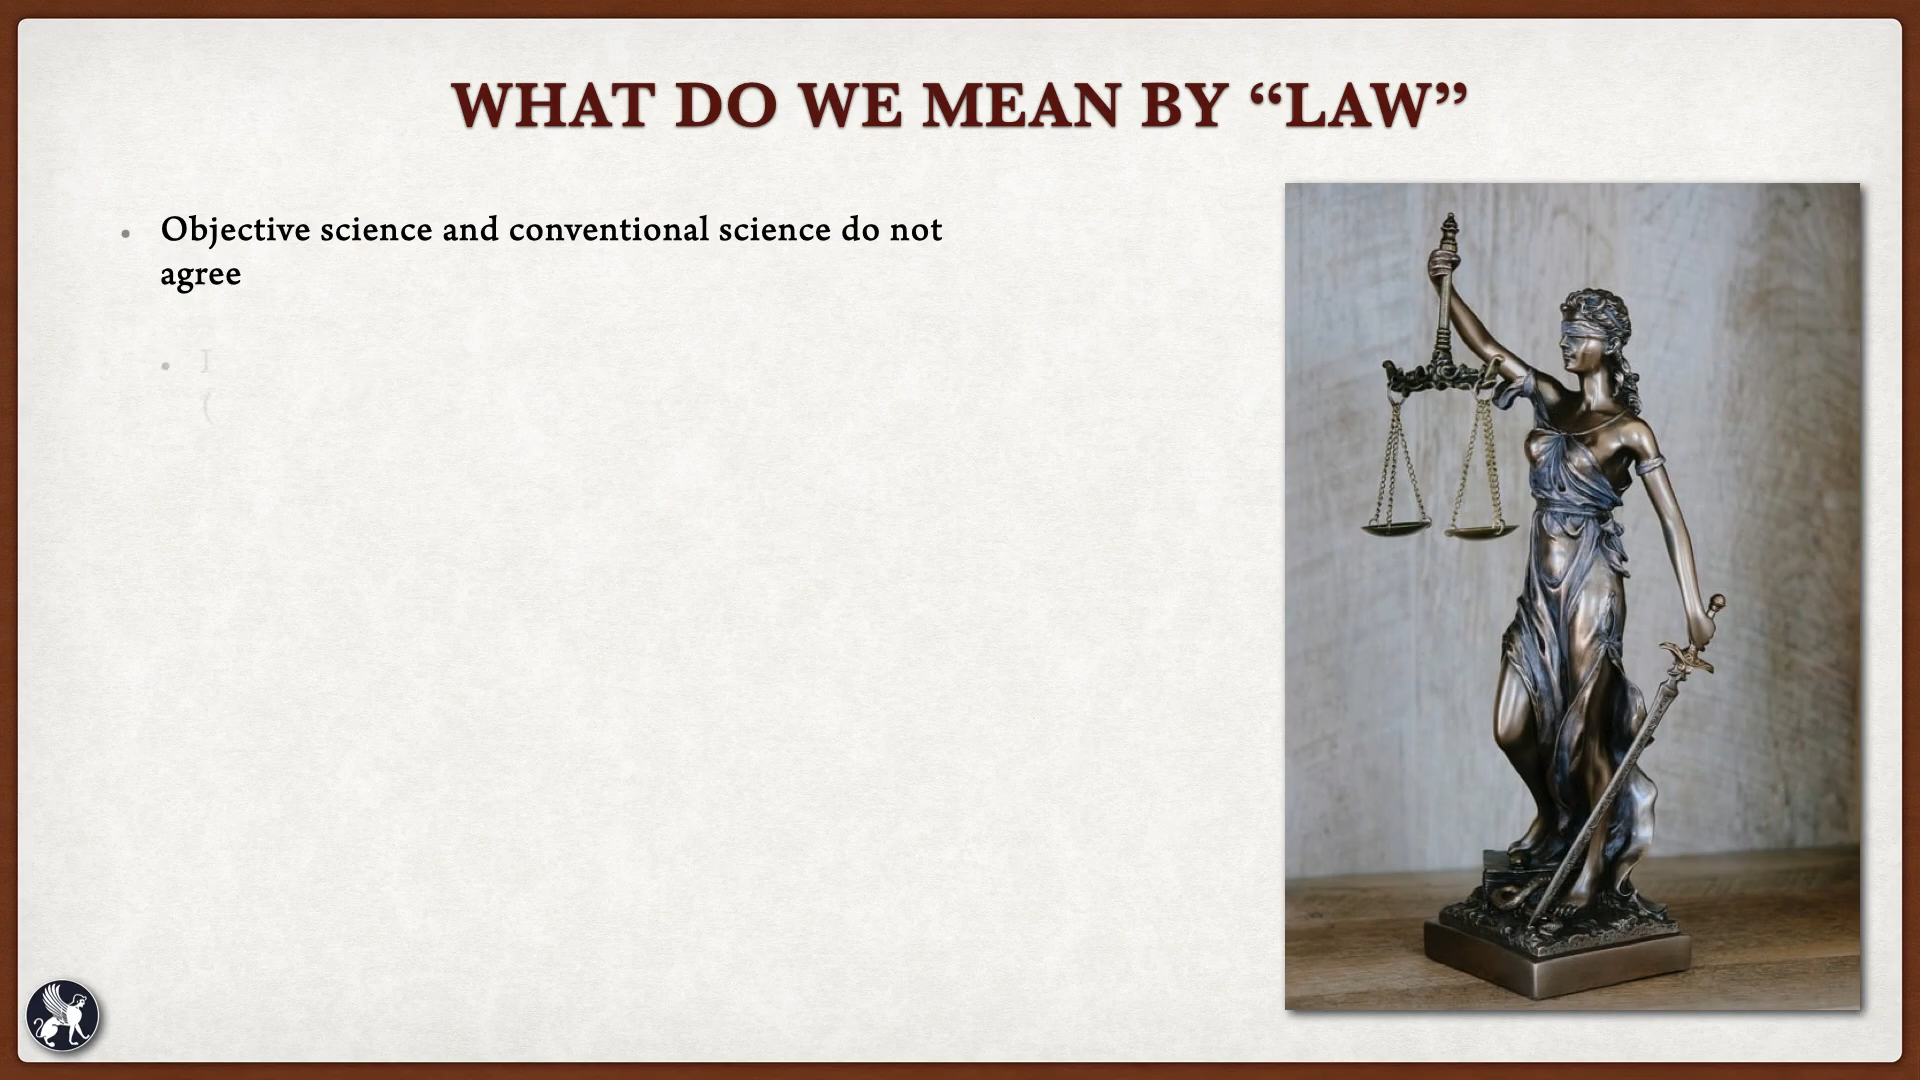 WHAT DO WE MEAN BY “LAW”
• Objective science and conventional science do not
agree
• I
(